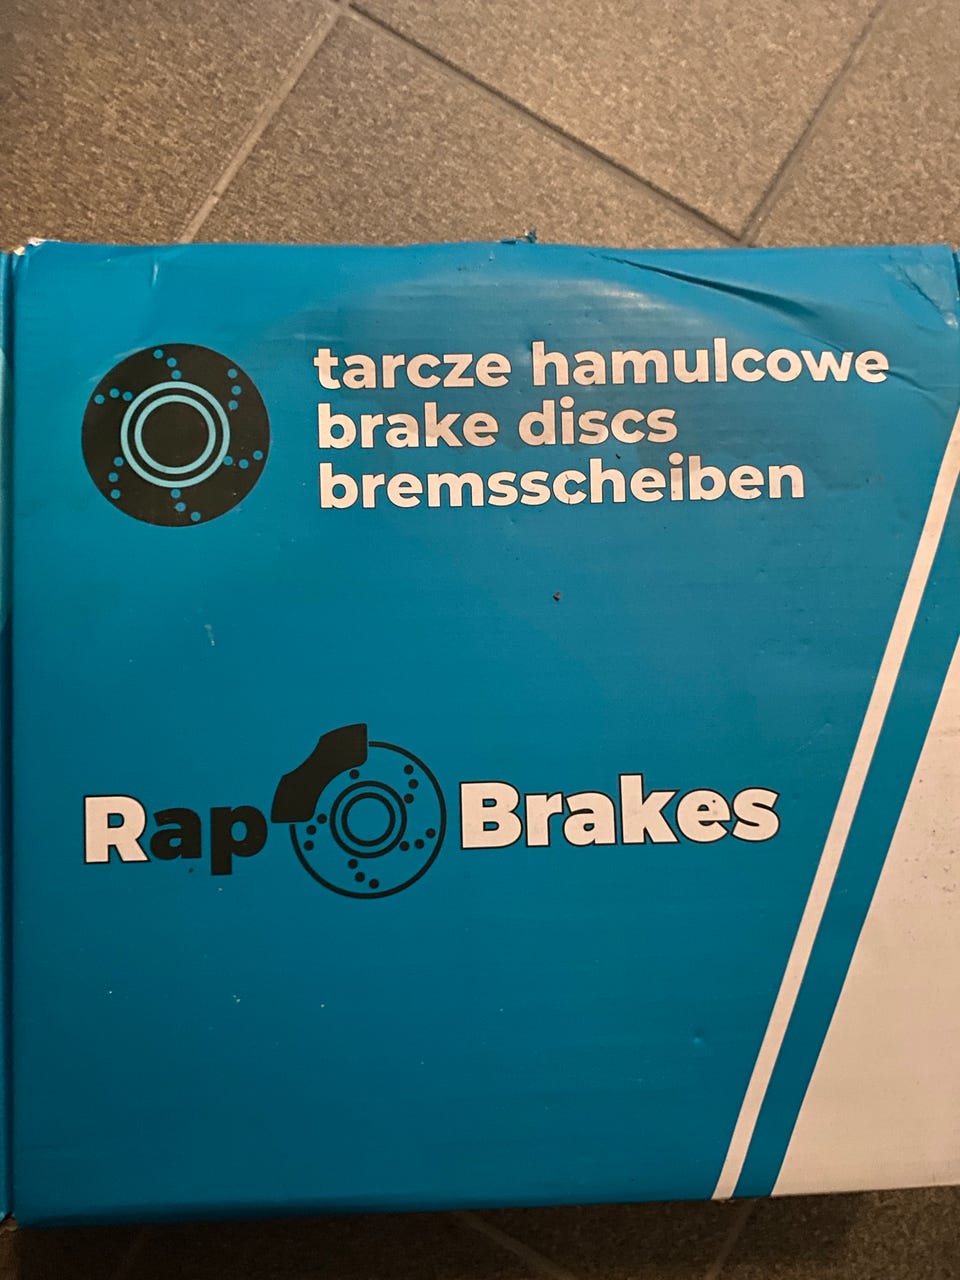 tarcze hamulcowe
brake discs
bremsscheiben
Rap Brakes